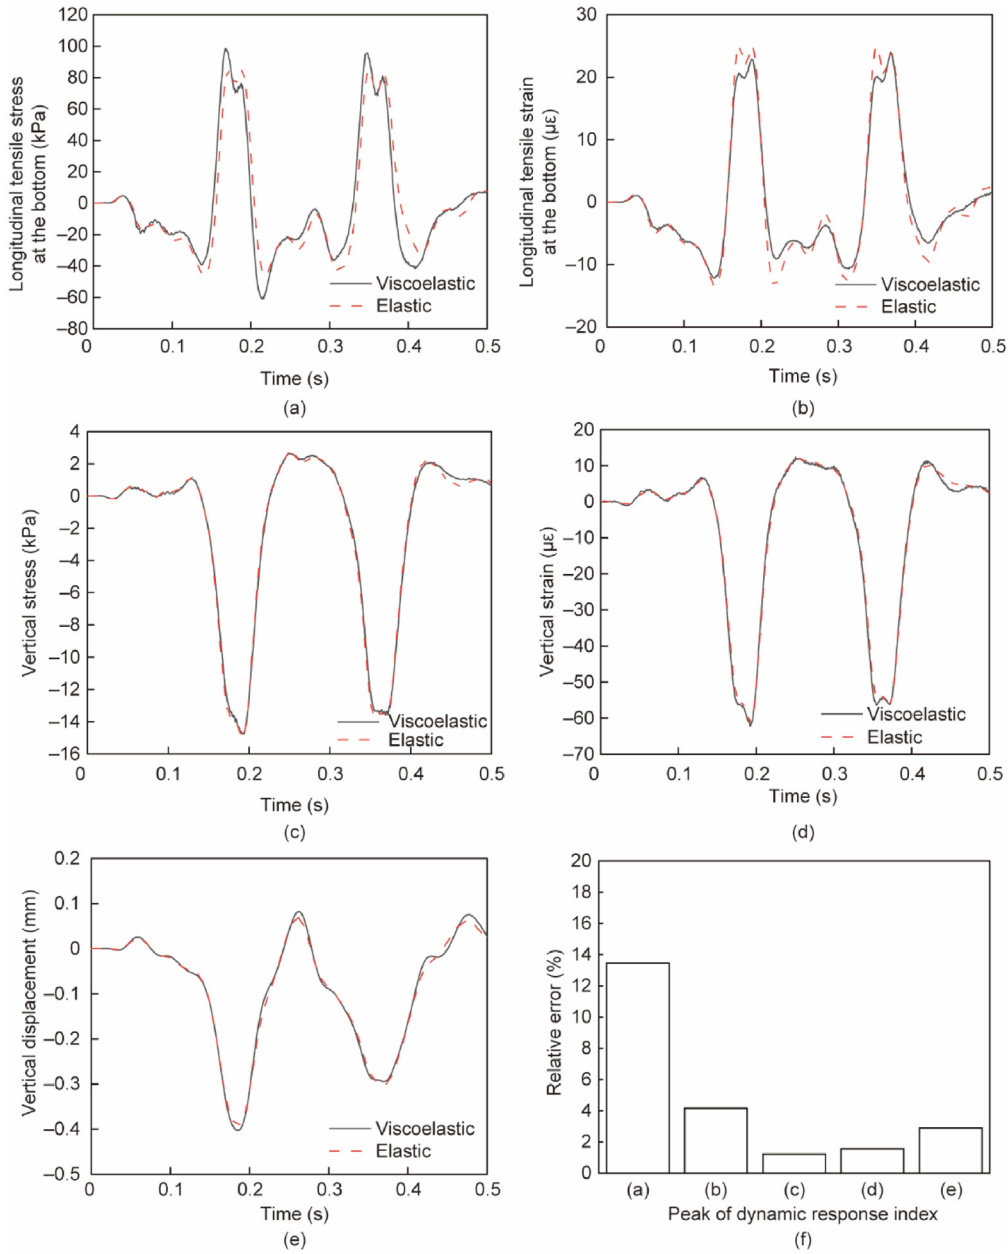 Longitudinal tensile stress
at the bottom (kPa)
120
100
80
60
40
20
0
−20
−40
−60
−80
Viscoelastic
Elastic
0 0.1 0.2 0.3 0.4 0.5
Time (s)
(a)
Longitudinal tensile strain
at the bottom (με)
30
20
10
0
−10
−20
Viscoelastic
Elastic
0 0.1 0.2 0.3 0.4 0.5
Time (s)
(b)
Vertical stress (kPa)
4
2
0
−2
−4
−6
−8
−10
−12
−14
−16
Viscoelastic
Elastic
0 0.1 0.2 0.3 0.4 0.5
Time (s)
(c)
Vertical strain (με)
20
10
0
−10
−20
−30
−40
−50
−60
−70
Viscoelastic
Elastic
0 0.1 0.2 0.3 0.4 0.5
Time (s)
(d)
Vertical displacement (mm)
0.2
0.1
0
−0.1
−0.2
−0.3
−0.4
−0.5
Viscoelastic
Elastic
0 0.1 0.2 0.3 0.4 0.5
Time (s)
(e)
Relative error (%)
20
18
16
14
12
10
8
6
4
2
0
(a) (b) (c) (d) (e)
Peak of dynamic response index
(f)